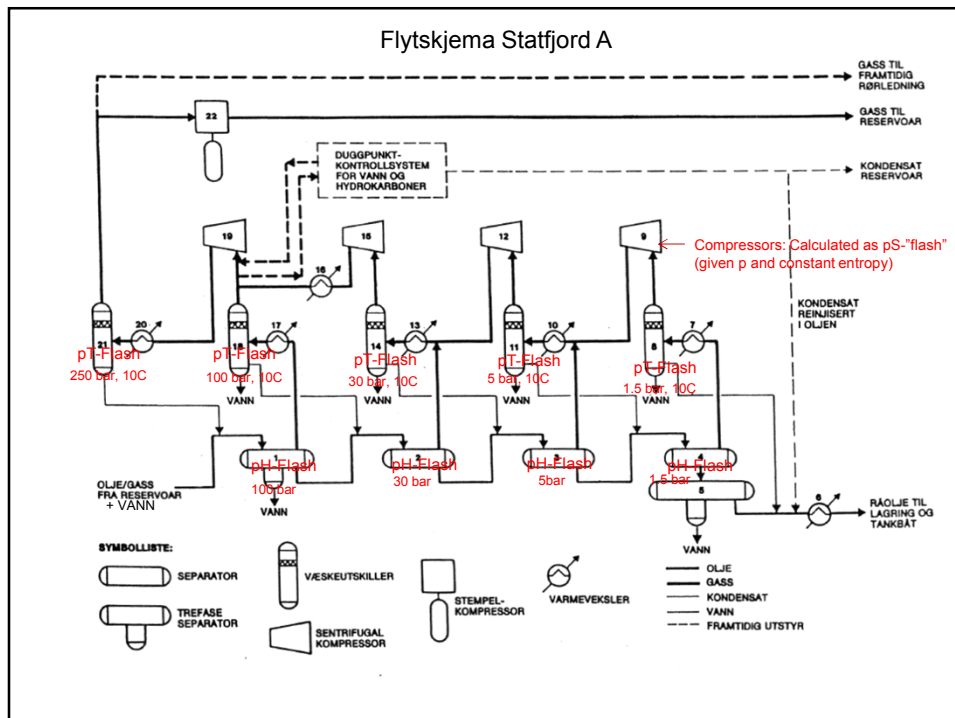 Flytskjema Statfjord A
GASS TIL
FRAMTIDIG
RØRLEDNING
22
GASS TIL
RESERVOAR
DUGGPUNKT-
KONTROLLSYSTEM
FOR VANN OG
HYDROKARBONER
KONDENSAT
RESERVOAR
19
15
12
9
Compressors: Calculated as pS-"flash"
(given p and constant entropy)
16
KONDENSAT
REINJISERT
I OLJEN
20
17
13
10
7
21
18
14
11
8
pT-Flash
250 bar, 10C
pT-Flash
100 bar, 10C
pT-Flash
30 bar, 10C
pT-Flash
5 bar, 10C
pT-Flash
1.5 bar, 10C
VANN
VANN
VANN
VANN
1
2
3
4
pH-Flash
100 bar
pH-Flash
30 bar
pH-Flash
5bar
pH-Flash
1.5 bar
5
6
OLJE/GASS
FRA RESERVOAR
+ VANN
VANN
VANN
RÅOLJE TIL
LAGRING OG
TANKBÅT
SYMBOLLISTE:
SEPARATOR
TREFASE
SEPARATOR
VÆSKEUTSKILLER
SENTRIFUGAL
KOMPRESSOR
STEMPEL-
KOMPRESSOR
VARMEVEKSLER
OLJE
GASS
KONDENSAT
VANN
FRAMTIDIG UTSTYR